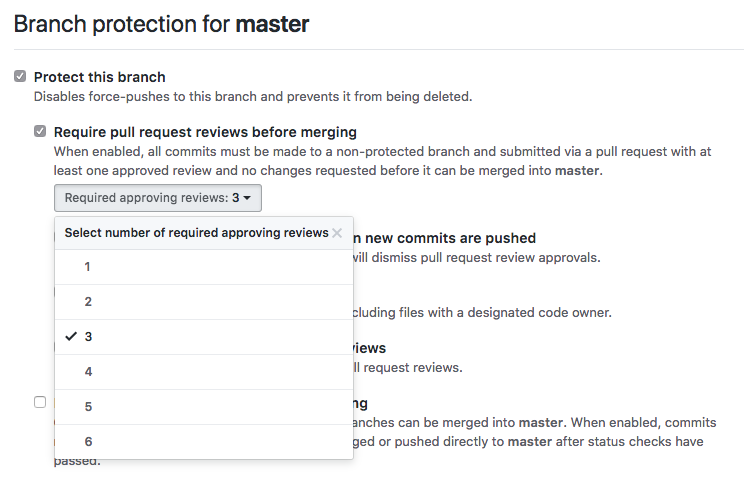 Branch protection for master
Protect this branch
Disables force-pushes to this branch and prevents it from being deleted.
Require pull request reviews before merging
When enabled, all commits must be made to a non-protected branch and submitted via a pull request with at
least one approved review and no changes requested before it can be merged into master.
Required approving reviews: 3
Select number of required approving reviews
n new commits are pushed
will dismiss pull request review approvals.
1
2
cluding files with a designated code owner.
3
iews
ll request reviews.
4
5
ng
anches can be merged into master. When enabled, commits
6
ged or pushed directly to master after status checks have
passed.